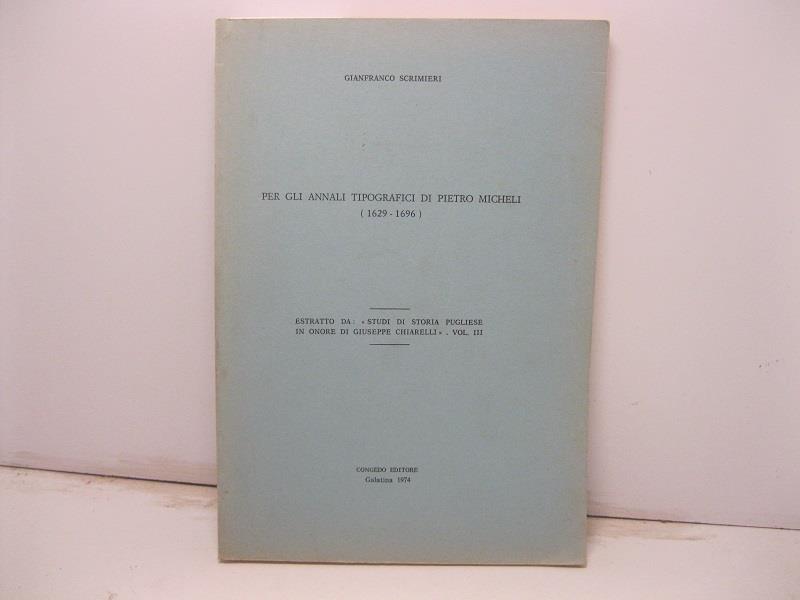 GIANFRANCO SCRIMIERI
PER GLI ANNALI TIPOGRAFICI DI PIETRO MICHELI
( 1629 - 1696 )
ESTRATTO DA: « STUDI DI STORIA PUGLIESE
IN ONORE DI GIUSEPPE CHIARELLI » . VOL. III
CONGEDO EDITORE
Galatina 1974